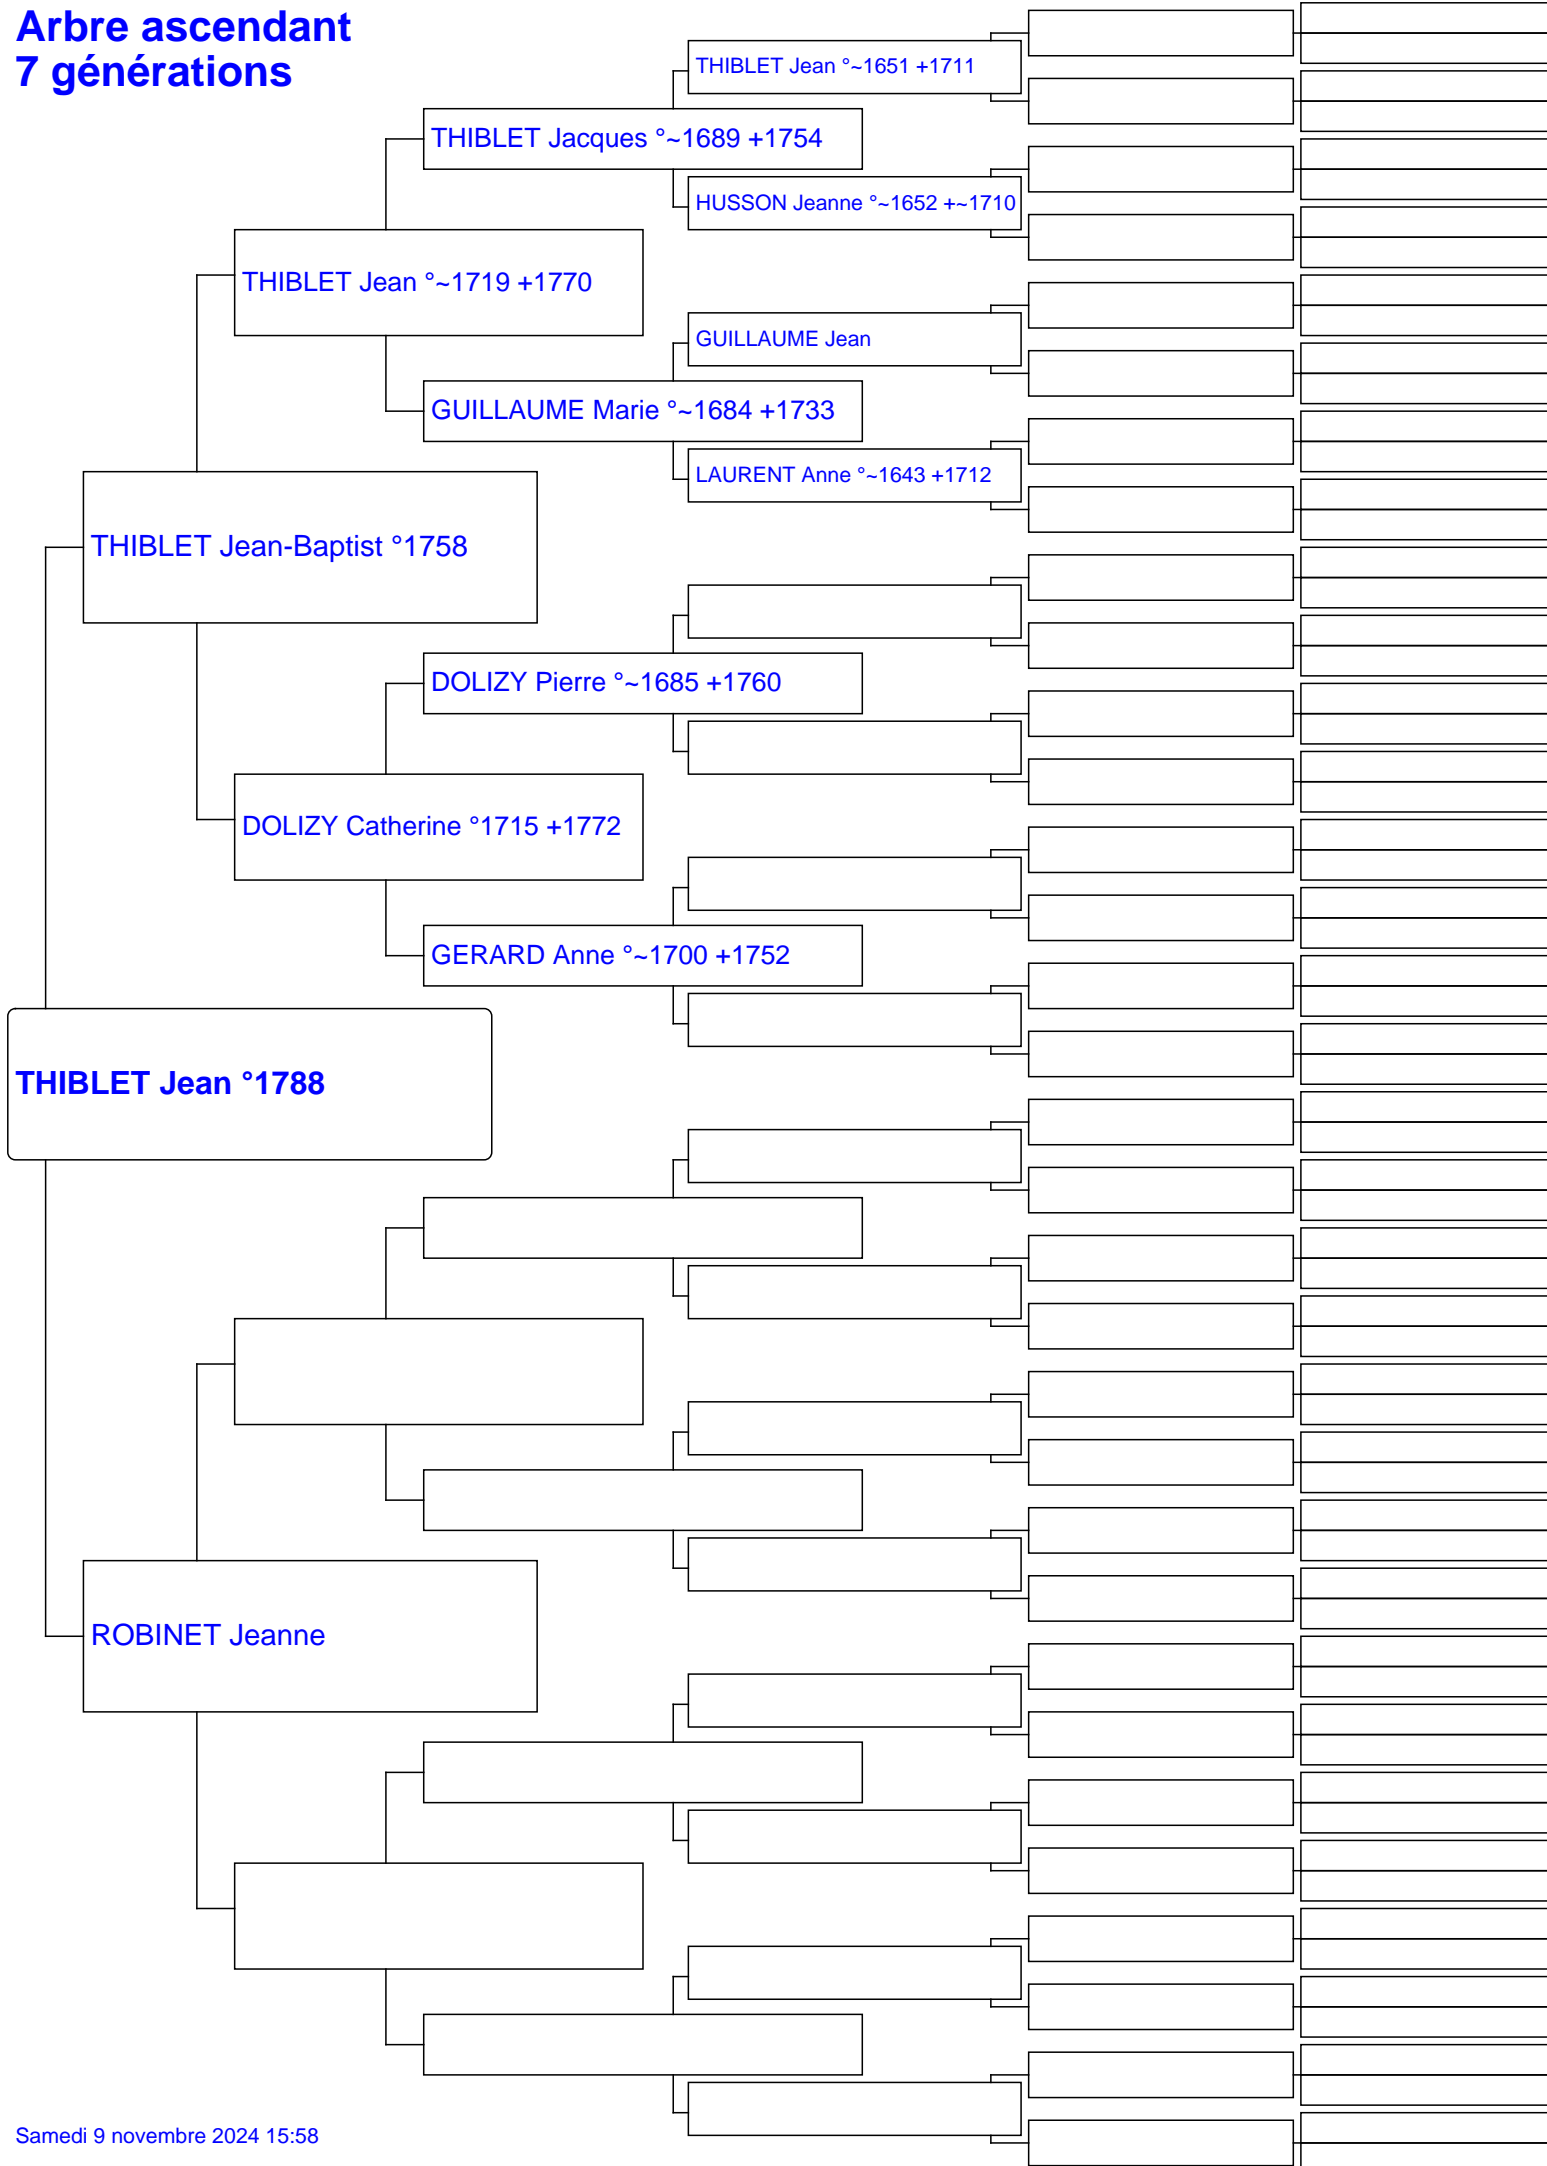 Arbre ascendant
7 générations
THIBLET Jean °~1651 +1711
THIBLET Jacques °~1689 +1754
HUSSON Jeanne °~1652 +~1710
THIBLET Jean °~1719 +1770
GUILLAUME Jean
GUILLAUME Marie °~1684 +1733
LAURENT Anne °~1643 +1712
THIBLET Jean-Baptist °1758
DOLIZY Pierre °~1685 +1760
DOLIZY Catherine °1715 +1772
GERARD Anne °~1700 +1752
THIBLET Jean °1788
ROBINET Jeanne
Samedi 9 novembre 2024 15:58